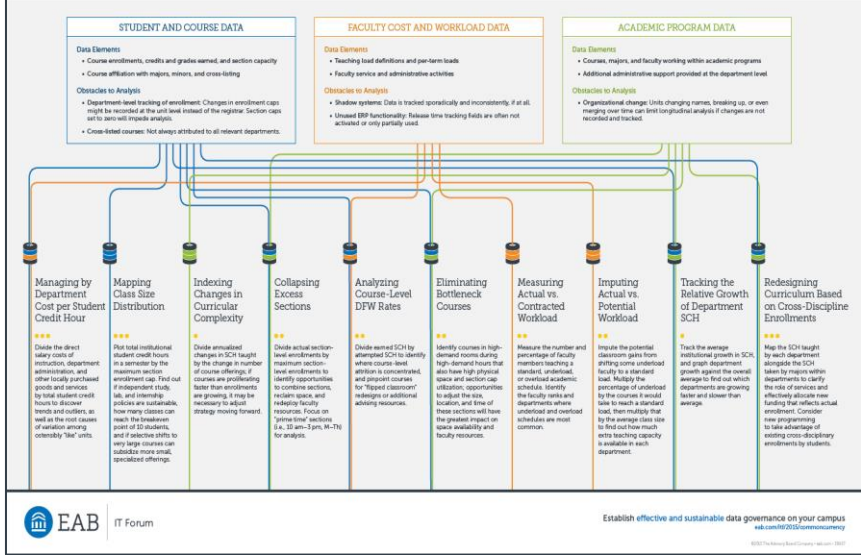 STUDENT AND COURSE DATA
Data Elements
• Course enrollments, credits and grades earned, and section capacity
• Course affiliation with majors, minors, and cross-listing
Obstacles to Analysis
• Department-level tracking of enrollment: Changes in enrollment caps
might be recorded at the unit level instead of the registrar. Section caps
set to zero will impede analysis.
• Cross-listed courses: Not always attributed to all relevant departments.
FACULTY COST AND WORKLOAD DATA
Data Elements
• Teaching load definitions and per-term loads
• Faculty service and administrative activities
Obstacles to Analysis
• Shadow systems: Data is tracked sporadically and inconsistently, if at all.
• Unused ERP functionality: Release time tracking fields are often not
activated or only partially used.
ACADEMIC PROGRAM DATA
Data Elements
• Courses, majors, and faculty working within academic programs
• Additional administrative support provided at the department level
Obstacles to Analysis
• Organizational change: Units changing names, breaking up, or even
merging over time can limit longitudinal analysis if changes are not
recorded and tracked.
Managing by
Department
Cost per Student
Credit Hour
Divide the direct
salary costs of
instruction, department
administration, and
other locally purchased
goods and services
by total student credit
hours to discover
trends and outliers, as
well as the root causes
of variation among
ostensibly "like" units.
Mapping
Class Size
Distribution
Plot total institutional
student credit hours
in a semester by the
maximum section
enrollment cap. Find out
if independent study,
lab, and internship
policies are sustainable,
how many classes can
reach the breakeven
point of 10 students,
and if selective shifts to
very large courses can
subsidize more small,
specialized offerings.
Indexing
Changes in
Curricular
Complexity
Divide annualized
changes in SCH taught
by the change in number
of course offerings; if
courses are proliferating
faster than enrollments
are growing, it may be
necessary to adjust
strategy moving forward.
Collapsing
Excess
Sections
Divide actual section-
level enrollments by
maximum section-
level enrollments to
identify opportunities
to combine sections,
reclaim space, and
redeploy faculty
resources. Focus on
"prime time" sections
(i.e., 10 am–3 pm, M–Th)
for analysis.
Analyzing
Course-Level
DFW Rates
Divide earned SCH by
attempted SCH to identify
where course-level
attrition is concentrated,
and pinpoint courses
for "flipped classroom"
redesigns or additional
advising resources.
Eliminating
Bottleneck
Courses
Identify courses in high-
demand rooms during
high-demand hours that
also have high physical
space and section cap
utilization; opportunities
to adjust the size,
location, and time of
these sections will have
the greatest impact on
space availability and
faculty resources.
Measuring
Actual vs.
Contracted
Workload
Measure the number and
percentage of faculty
members teaching a
standard, underload,
or overload academic
schedule. Identify
the faculty ranks and
departments where
underload and overload
schedules are most
common.
Imputing
Actual vs.
Potential
Workload
Impute the potential
classroom gains from
shifting some underload
faculty to a standard
load. Multiply the
percentage of underload
by the courses it would
take to reach a standard
load, then multiply that
by the average class size
to find out how much
extra teaching capacity
is available in each
department.
Tracking the
Relative Growth
of Department
SCH
Track the average
institutional growth in SCH,
and graph department
growth against the overall
average to find out which
departments are growing
faster and slower than
average.
Redesigning
Curriculum Based
on Cross-Discipline
Enrollments
Map the SCH taught
by each department
alongside the SCH
taken by majors within
departments to clarify
the role of services and
effectively allocate new
funding that reflects actual
enrollment. Consider
new programming
to take advantage of
existing cross-disciplinary
enrollments by students.
EAB IT Forum
Establish effective and sustainable data governance on your campus
eab.com/itf/2015/commoncurrency